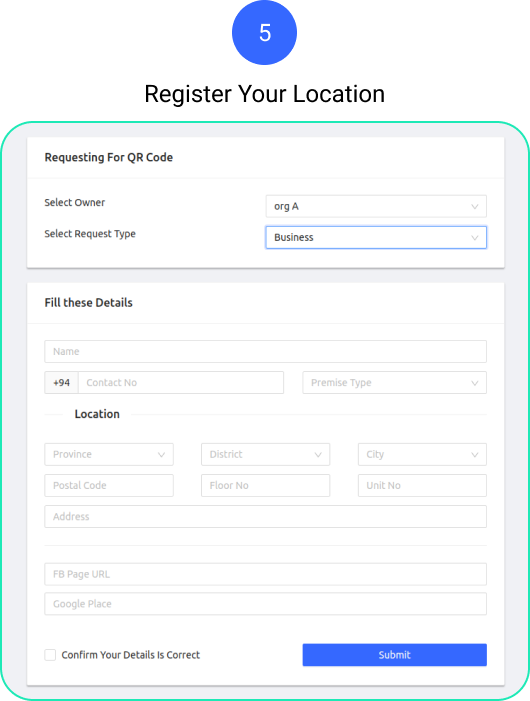 5
Register Your Location
Requesting For QR Code
Select Owner org A
Select Request Type Business
Fill these Details
Name
+94 Contact No Premise Type
Location
Province District City
Postal Code Floor No Unit No
Address
FB Page URL
Google Place
Confirm Your Details Is Correct Submit